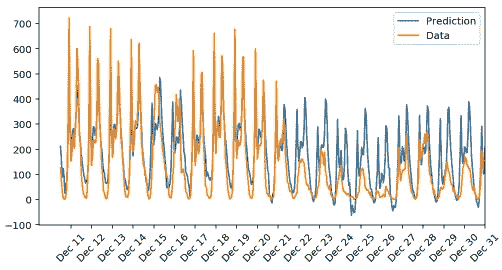 Prediction
Data
700
600
500
400
300
200
100
0
−100
Dec 11
Dec 12
Dec 13
Dec 14
Dec 15
Dec 16
Dec 17
Dec 18
Dec 19
Dec 20
Dec 21
Dec 22
Dec 23
Dec 24
Dec 25
Dec 26
Dec 27
Dec 28
Dec 29
Dec 30
Dec 31